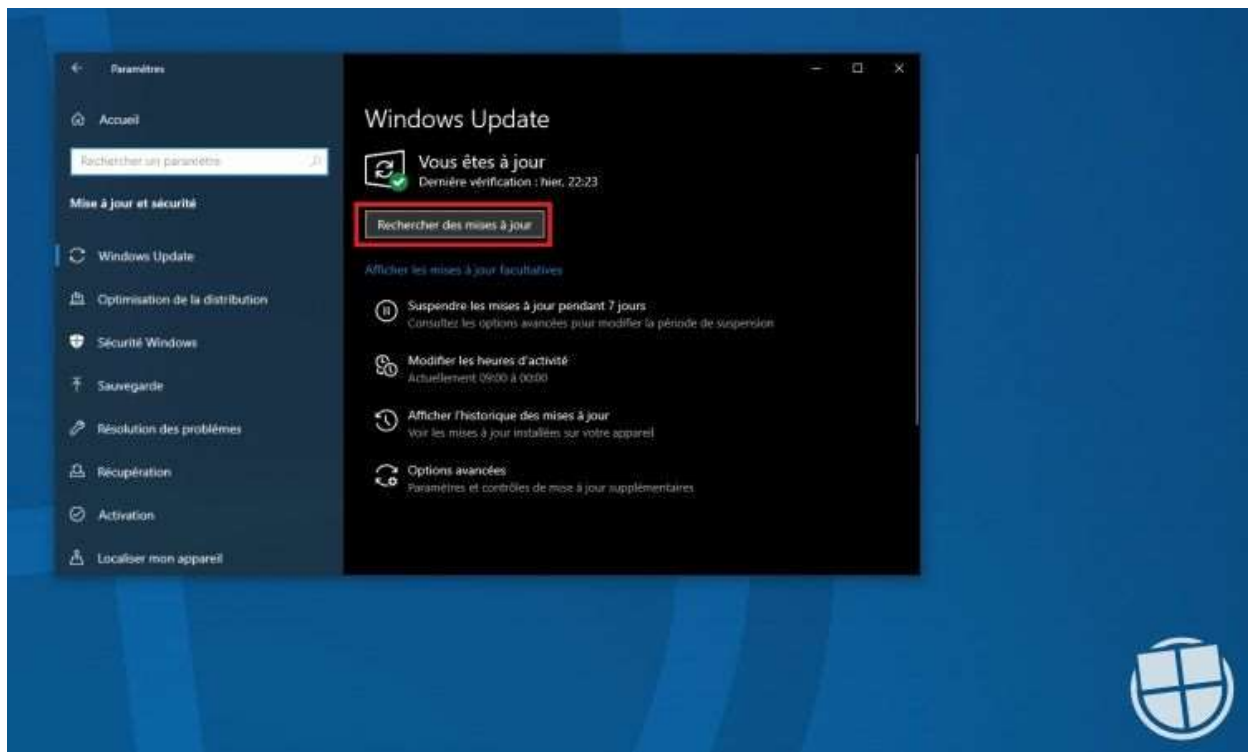 Paramètres
Accueil
Rechercher un paramètre
Mise à jour et sécurité
Windows Update
Optimisation de la distribution
Sécurité Windows
Sauvegarde
Résolution des problèmes
Récupération
Activation
Localiser mon appareil
Windows Update
Vous êtes à jour
Dernière vérification : hier, 22:23
Rechercher des mises à jour
Afficher les mises à jour facultatives
Suspendre les mises à jour pendant 7 jours
Consultez les options avancées pour modifier la période de suspension
Modifier les heures d'activité
Actuellement 09:00 à 00:00
Afficher l'historique des mises à jour
Voir les mises à jour installées sur votre appareil
Options avancées
Paramètres et contrôles de mise à jour supplémentaires